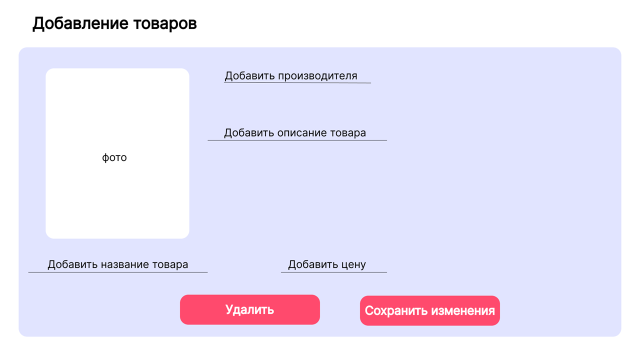 Добавление товаров
Добавить производителя
Добавить описание товара
фото
Добавить название товара
Добавить цену
Удалить
Сохранить изменения